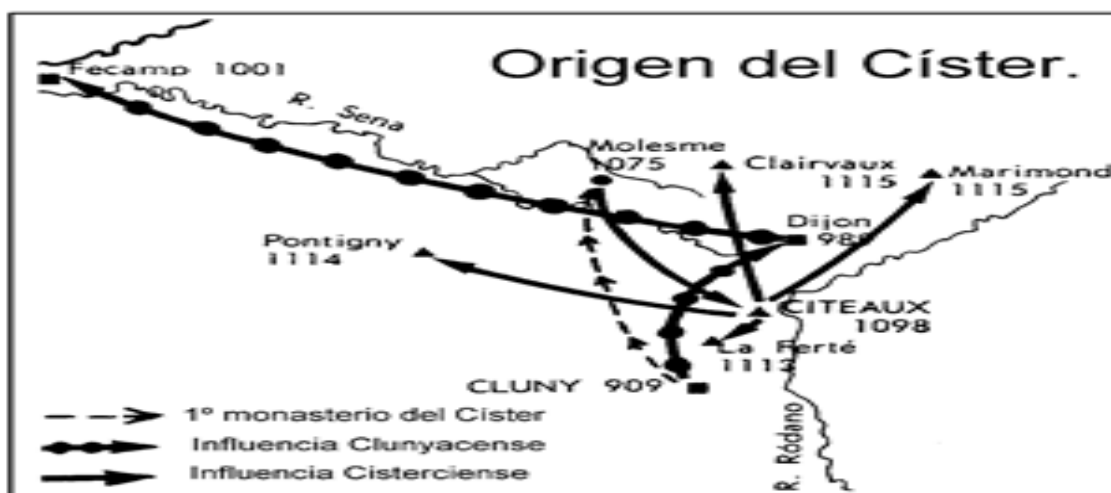 Origen del Císter.
Fecamp 1001
R. Sena
Molesme
1075
Clairvaux
1115
Marimond
1115
Dijon
Pontigny
1114
CITEAUX
1098
La Ferté
CLUNY 909
R. Ródano
1º monasterio del Císter
Influencia Clunyacense
Influencia Cisterciense